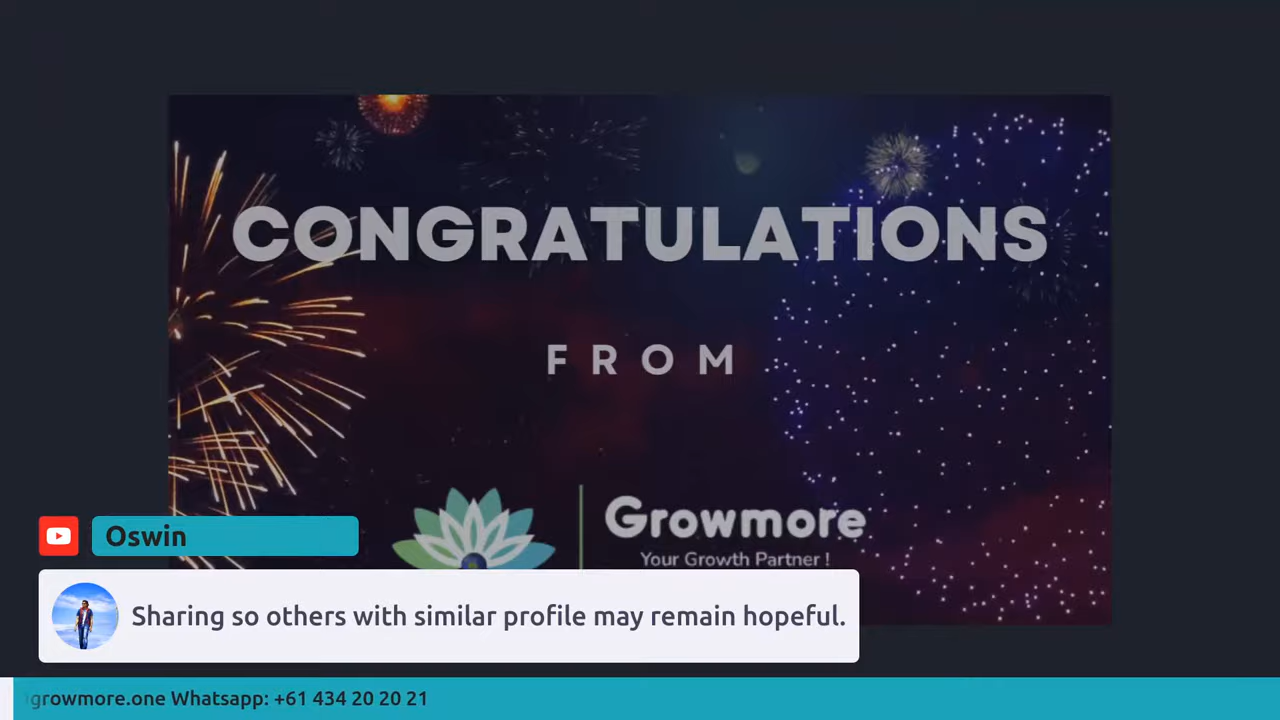 CONGRATULATIONS
FROM
Growmore
Your Growth Partner !
Oswin
Sharing so others with similar profile may remain hopeful.
growmore.one Whatsapp: +61 434 20 20 21